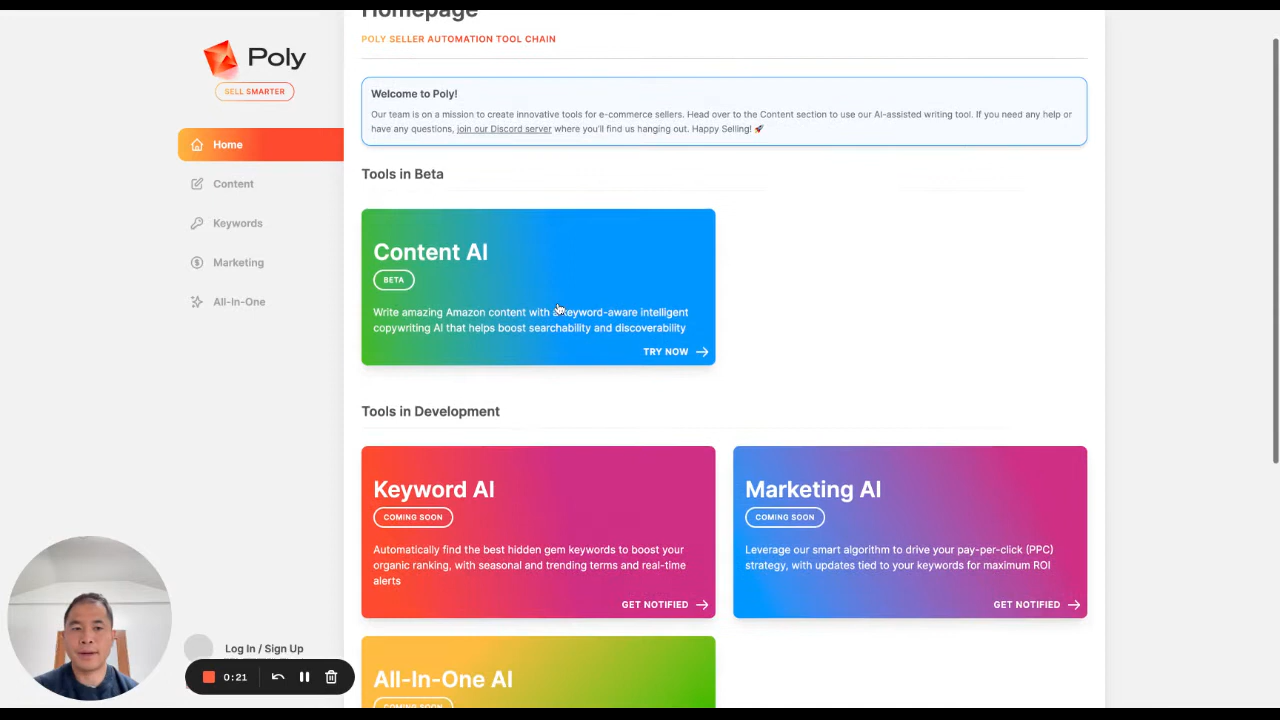 Homepage
POLY SELLER AUTOMATION TOOL CHAIN
Poly
SELL SMARTER
Home
Content
Keywords
Marketing
All-In-One
Welcome to Poly!
Our team is on a mission to create innovative tools for e-commerce sellers. Head over to the Content section to use our AI-assisted writing tool. If you need any help or
have any questions, join our Discord server where you'll find us hanging out. Happy Selling! 🚀
Tools in Beta
Content AI
BETA
Write amazing Amazon content with a keyword-aware intelligent
copywriting AI that helps boost searchability and discoverability
TRY NOW
Tools in Development
Keyword AI
COMING SOON
Automatically find the best hidden gem keywords to boost your
organic ranking, with seasonal and trending terms and real-time
alerts
GET NOTIFIED
Marketing AI
COMING SOON
Leverage our smart algorithm to drive your pay-per-click (PPC)
strategy, with updates tied to your keywords for maximum ROI
GET NOTIFIED
All-In-One AI
COMING SOON
Log In / Sign Up
0:21